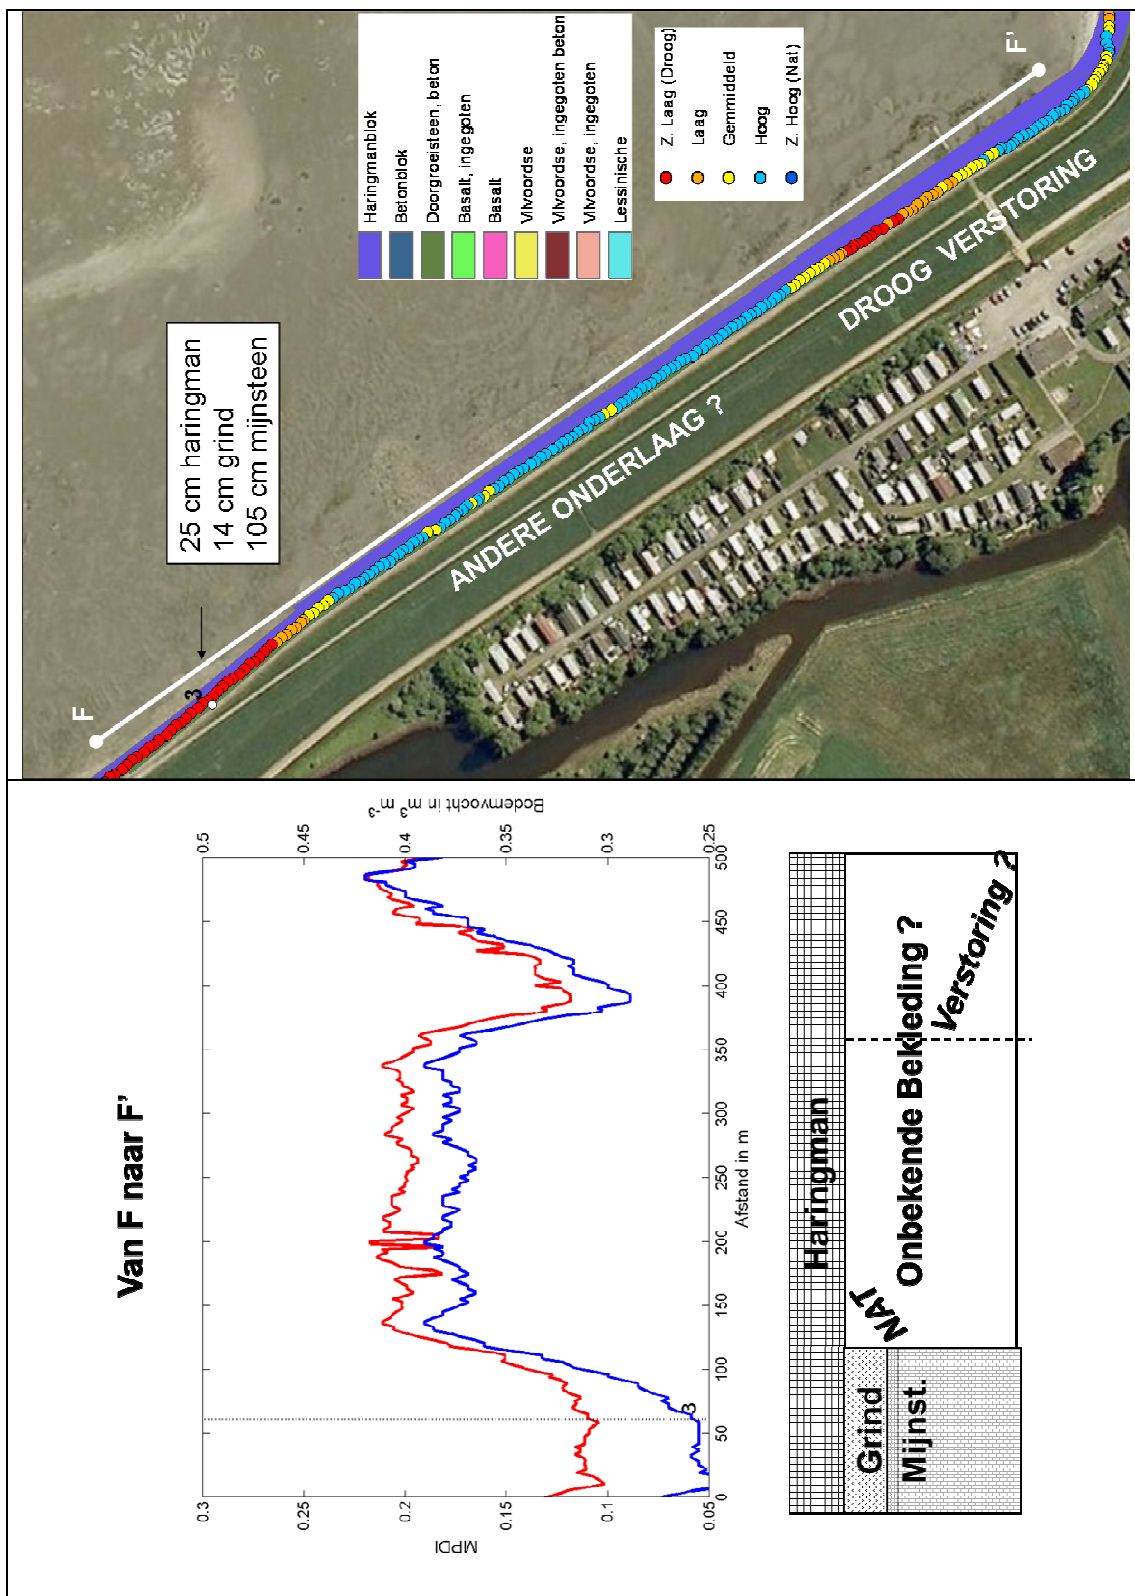 Van F naar F'
MPDI
0.3
0.2
0.15
0.1
0.05
Bodemvocht in m³ m⁻³
0.5
0.45
0.4
0.35
0.3
0.25
0
50
100
150
200
250
300
350
400
450
500
Afstand in m
3
Haringman
Grind
Mijnst.
NAT
Onbekende Bekleding ?
Verstoring ?
F
3
25 cm haringman
14 cm grind
105 cm mijnsteen
Haringmanblok
Betonblok
Doorgroeisteen, beton
Basalt, ingegoten
Basalt
Vilvoordse
Vilvoordse, ingegoten beton
Vilvoordse, ingegoten
Lessinische
Z. Laag (Droog)
Laag
Gemmiddeld
Hoog
Z. Hoog (Nat)
F'
ANDERE ONDERLAAG ?
DROOG VERSTORING